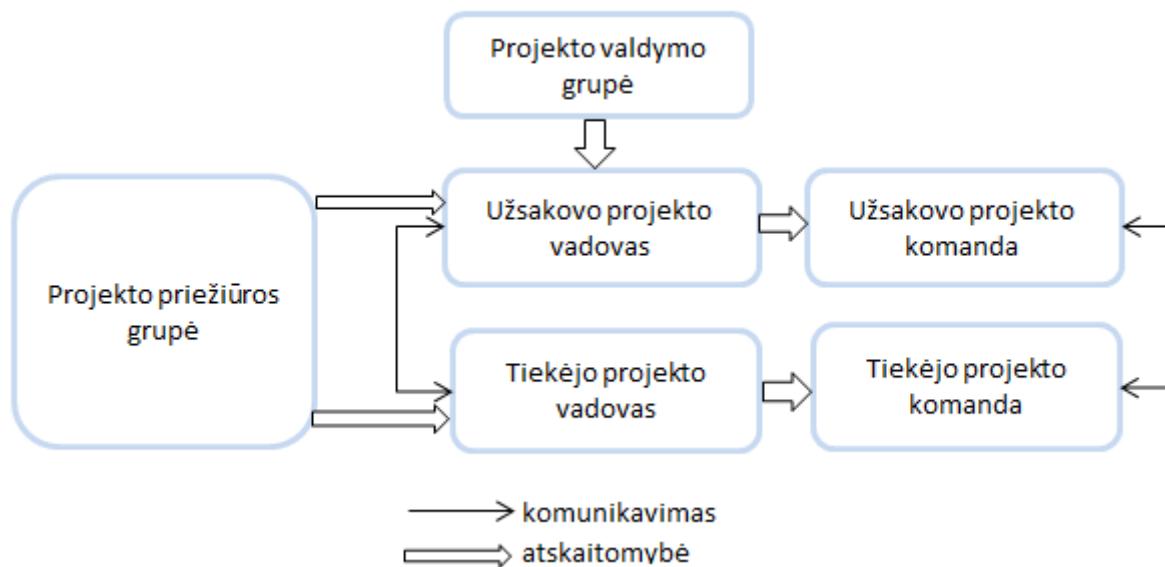 Projekto valdymo
grupė
Projekto priežiūros
grupė
Užsakovo projekto
vadovas
Užsakovo projekto
komanda
Tiekėjo projekto
vadovas
Tiekėjo projekto
komanda
komunikavimas
atskaitomybė